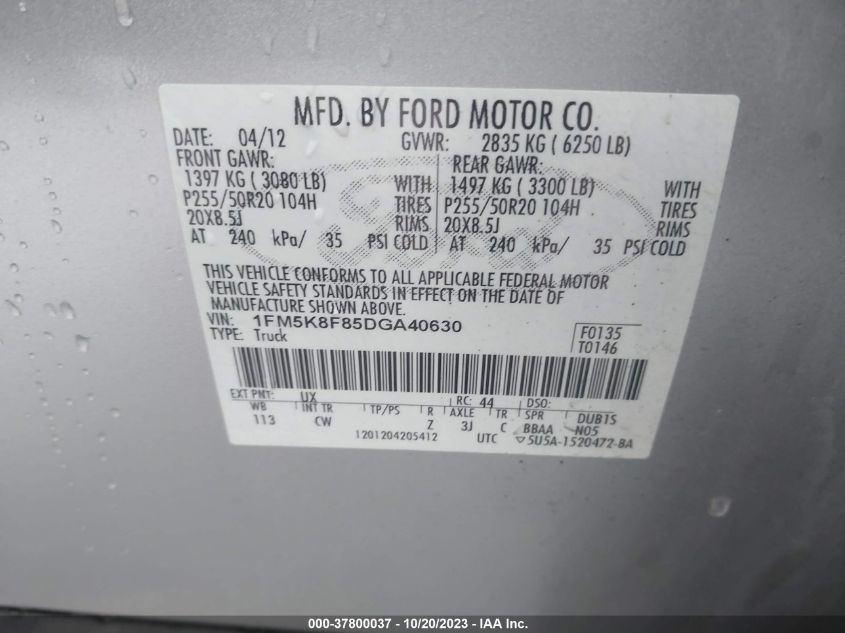 MFD. BY FORD MOTOR CO.
DATE: 04/12 GVWR: 2835 KG ( 6250 LB)
FRONT GAWR: REAR GAWR:
1397 KG ( 3080 LB) WITH 1497 KG ( 3300 LB) WITH
P255/50R20 104H TIRES P255/50R20 104H TIRES
20X8.5J RIMS 20X8.5J RIMS
AT 240 kPa/ 35 PSI COLD AT 240 kPa/ 35 PSI COLD
THIS VEHICLE CONFORMS TO ALL APPLICABLE FEDERAL MOTOR
VEHICLE SAFETY STANDARDS IN EFFECT ON THE DATE OF
MANUFACTURE SHOWN ABOVE.
VIN: 1FM5K8F85DGA40630 F0135
TYPE: Truck T0146
EXT PNT: UX RC: 44 DSO:
WB INT TR TP/PS R AXLE TR SPR DUBTS
113 CW Z 3J C BBAA N05
1201204205412 UTC ▽5U5A-1520472-BA
000-37800037 - 10/20/2023 - IAA Inc.